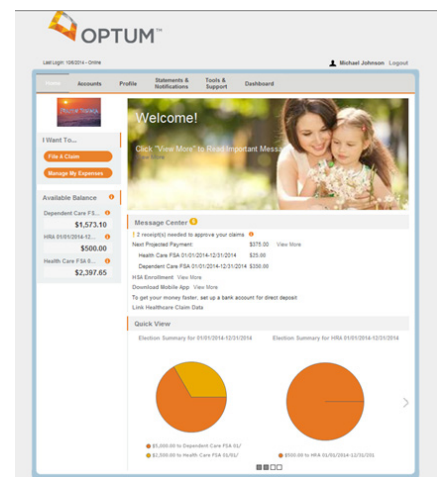 OPTUM™
Last Login: 10/6/2014 - Online
Michael Johnson Logout
Home Accounts Profile Statements & Notifications Tools & Support Dashboard
Welcome!
Click "View More" to Read Important Messa
I Want To...
File A Claim
Manage My Expenses
Available Balance
Dependent Care FS...
$1,573.10
HRA 01/01/2014-12...
$500.00
Health Care FSA 0...
$2,397.65
Message Center
! 2 receipt(s) needed to approve your claims
Next Projected Payment: $375.00 View More
Health Care FSA 01/01/2014-12/31/2014 $25.00
Dependent Care FSA 01/01/2014-12/31/2014 $350.00
HSA Enrollment View More
Download Mobile App View More
To get your money faster, set up a bank account for direct deposit
Link Healthcare Claim Data
Quick View
Election Summary for 01/01/2014-12/31/2014
Election Summary for HRA 01/01/2014-12/31/2014
$5,000.00 to Dependent Care FSA 01/
$2,500.00 to Health Care FSA 01/01/
$500.00 to HRA 01/01/2014-12/31/201